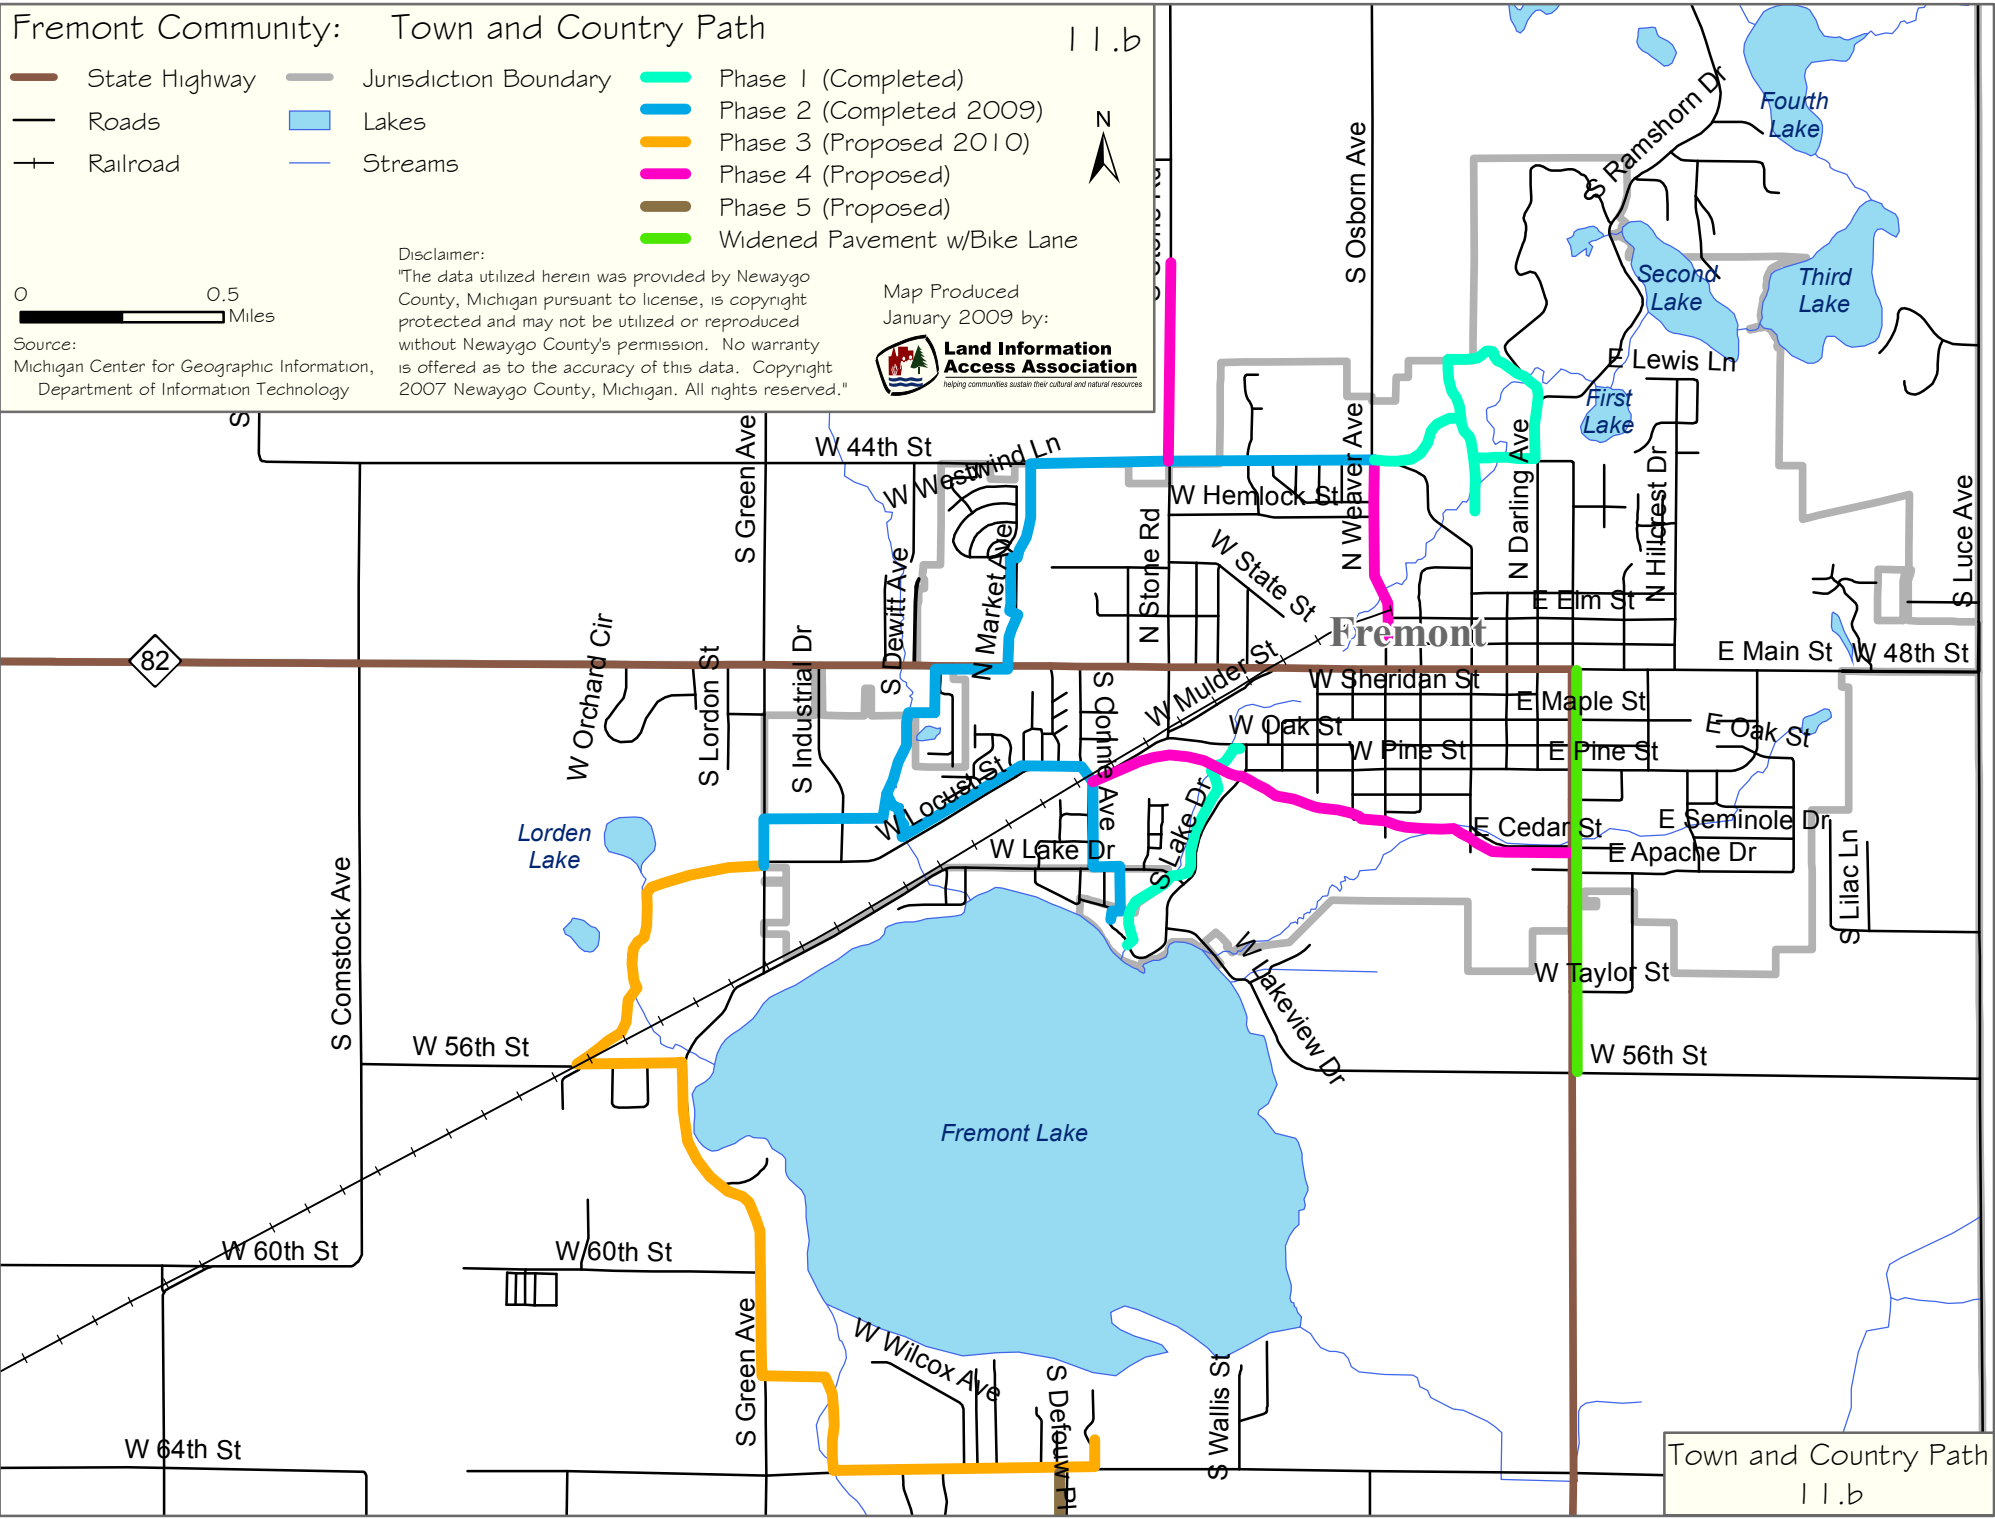 Fremont Community: Town and Country Path
11.b
State Highway
Roads
Railroad
Jurisdiction Boundary
Lakes
Streams
Phase 1 (Completed)
Phase 2 (Completed 2009)
Phase 3 (Proposed 2010)
Phase 4 (Proposed)
Phase 5 (Proposed)
Widened Pavement w/Bike Lane
N
0 0.5
Miles
Source:
Michigan Center for Geographic Information,
Department of Information Technology
Disclaimer:
"The data utilized herein was provided by Newaygo
County, Michigan pursuant to license, is copyright
protected and may not be utilized or reproduced
without Newaygo County's permission. No warranty
is offered as to the accuracy of this data. Copyright
2007 Newaygo County, Michigan. All rights reserved."
Map Produced
January 2009 by:
Land Information
Access Association
helping communities sustain their cultural and natural resources
S Osborn Ave
S Ramshorn Dr
Fourth
Lake
Second
Lake
Third
Lake
E Lewis Ln
First
Lake
S
S Green Ave
W 44th St
W Westwind Ln
W Hemlock St
N Weaver Ave
N Darling Ave
N Hillcrest Dr
S Luce Ave
S Dewitt Ave
N Market Ave
N Stone Rd
W State St
E Elm St
Fremont
82
W Orchard Cir
S Lordon St
S Industrial Dr
S Connie Ave
W Mulder St
W Sheridan St
E Main St
W 48th St
E Maple St
W Oak St
E Oak St
W Pine St
E Pine St
W Locust St
S Lake Dr
W Lake Dr
E Cedar St
E Seminole Dr
E Apache Dr
S Lilac Ln
Lorden
Lake
S Comstock Ave
W Lakeview Dr
W Taylor St
W 56th St
W 56th St
Fremont Lake
W 60th St
W 60th St
S Green Ave
W Wilcox Ave
S Defouw Pl
S Wallis St
W 64th St
Town and Country Path
11.b